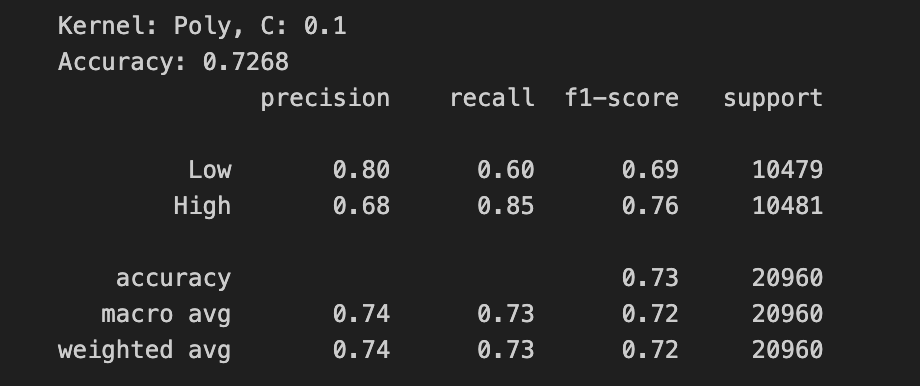 Kernel: Poly, C: 0.1
Accuracy: 0.7268
precision recall f1-score support
Low 0.80 0.60 0.69 10479
High 0.68 0.85 0.76 10481
accuracy 0.73 20960
macro avg 0.74 0.73 0.72 20960
weighted avg 0.74 0.73 0.72 20960